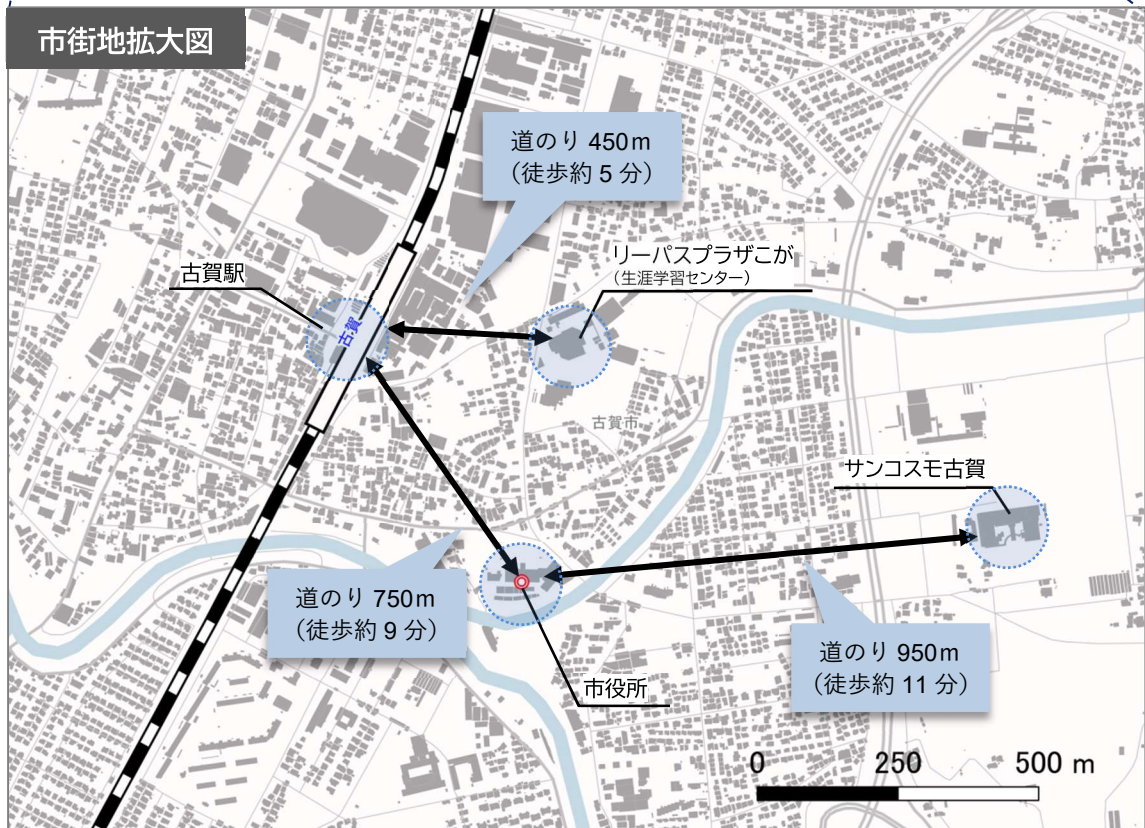 市街地拡大図
道のり 450m
(徒歩約 5 分)
リーパスプラザこが
(生涯学習センター)
古賀駅
古賀
古賀市
サンコスモ古賀
道のり 750m
(徒歩約 9 分)
道のり 950m
(徒歩約 11 分)
市役所
0 250 500 m